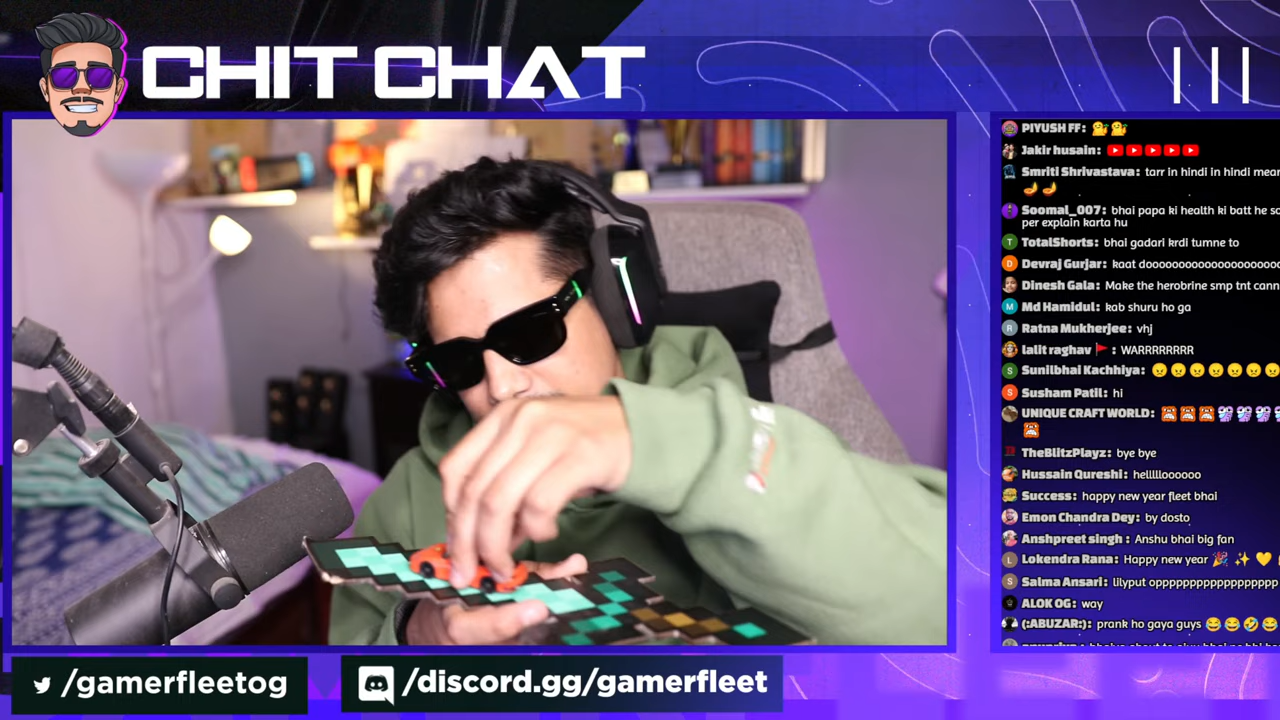 CHIT CHAT
PIYUSH FF:
Jakir husain:
Smriti Shrivastava: tarr in hindi in hindi mean
Soomal_007: bhai papa ki health ki batt he so
per explain karta hu
TotalShorts: bhai gadari krdi tumne to
Devraj Gurjar: kaat dooooooooooooooooooooo
Dinesh Gala: Make the herobrine smp tnt cann
Md Hamidul: kab shuru ho ga
Ratna Mukherjee: vhj
lalit raghav 🚩 : WARRRRRRRR
Sunilbhai Kachhiya: 😠😠😠😠😠😠😠
Susham Patil: hi
UNIQUE CRAFT WORLD:
TheBlitzPlayz: bye bye
Hussain Qureshi: helllllooooo
Success: happy new year fleet bhai
Emon Chandra Dey: by dosto
Anshpreet singh: Anshu bhai big fan
Lokendra Rana: Happy new year 🎉 ✨ 💛
Salma Ansari: lilyput oppppppppppppppppppp
ALOK OG: way
(:ABUZAR:): prank ho gaya guys 😂😂🤣😂
/gamerfleetog
/discord.gg/gamerfleet